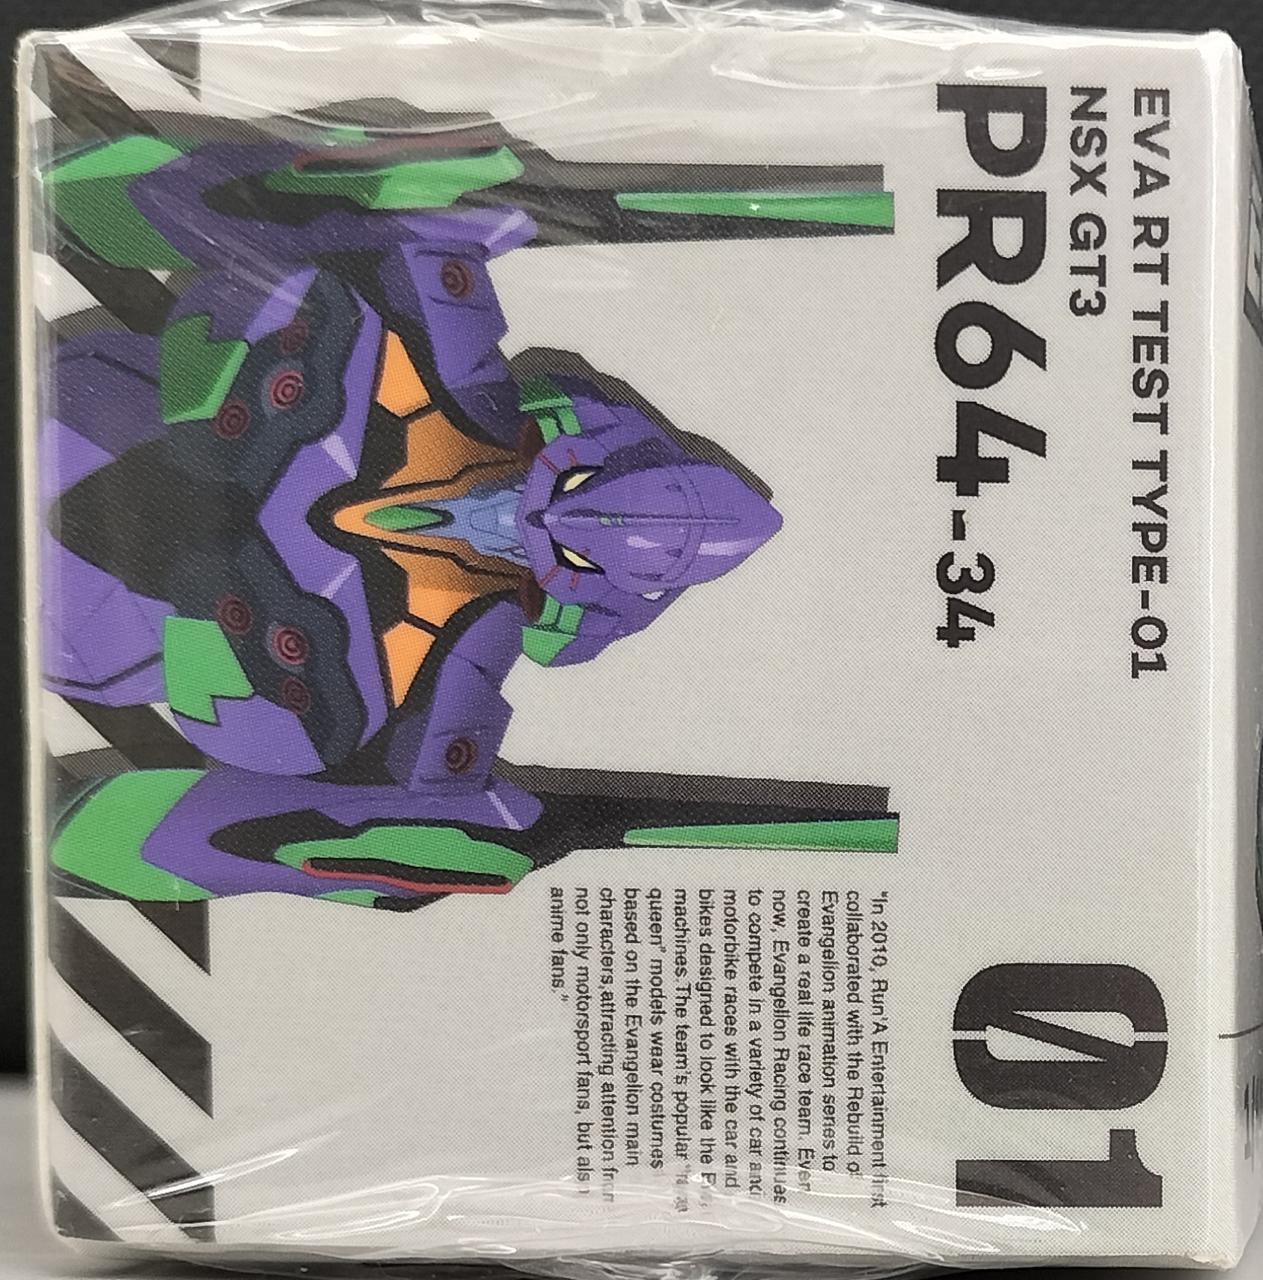 EVA RT TEST TYPE-01
NSX GT3
PR64-34
01
"In 2010, Run'A Entertainment first
collaborated with the Rebuild of
Evangelion animation series to
create a real life race team. Even
now, Evangelion Racing continues
to compete in a variety of car and
motorbike races with the car and
bikes designed to look like the
machines. The team's popular
queen" models wear costumes
based on the Evangelion main
characters, attracting attention from
not only motorsport fans, but also
anime fans."